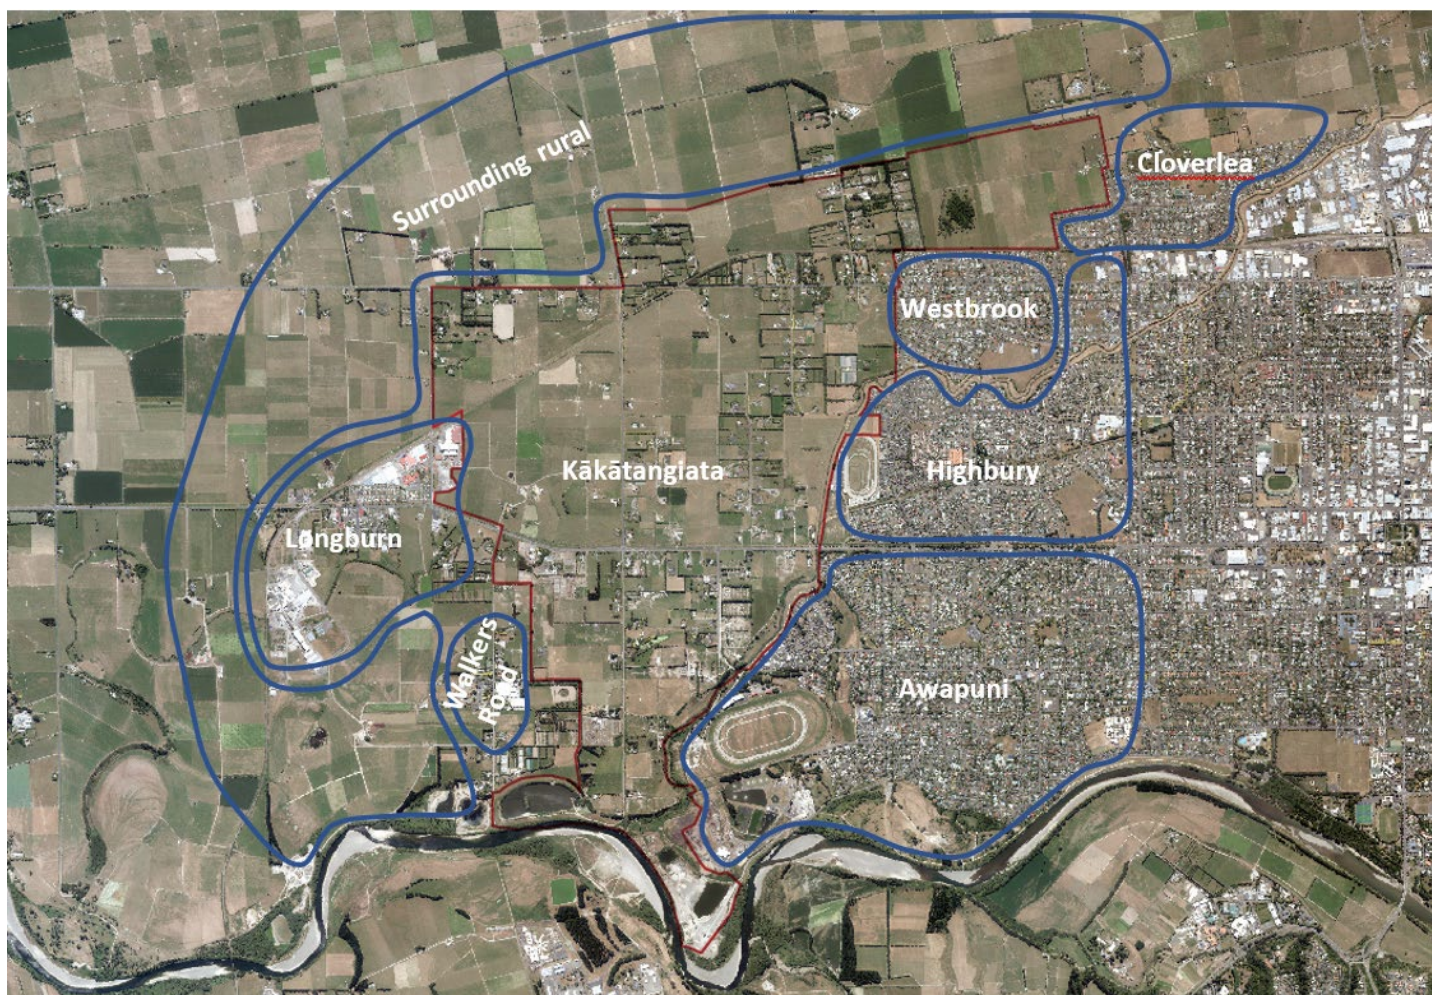 Cloverlea
Surrounding rural
Westbrook
Kākātangiata
Highbury
Longburn
Walkers
Road
Awapuni